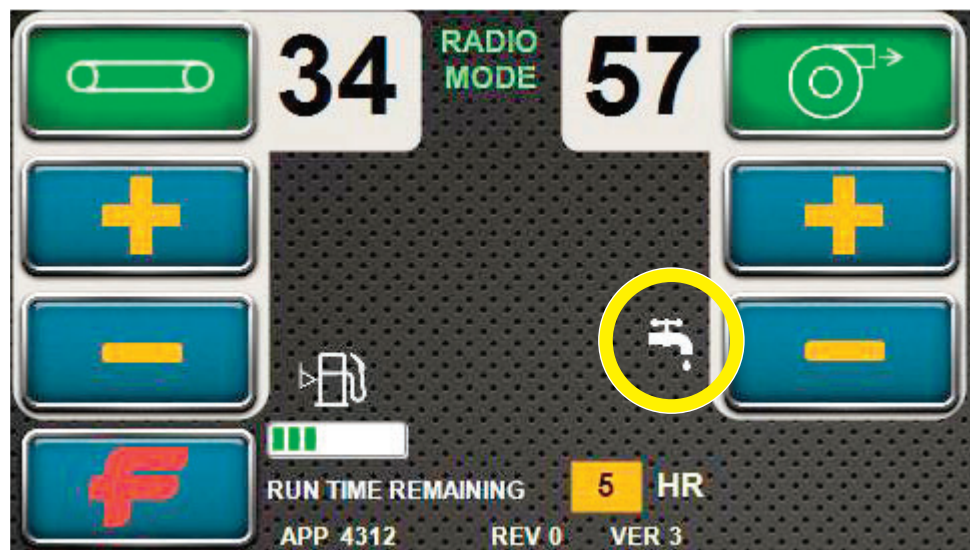 34
RADIO
MODE
57
RUN TIME REMAINING 5 HR
APP 4312 REV 0 VER 3